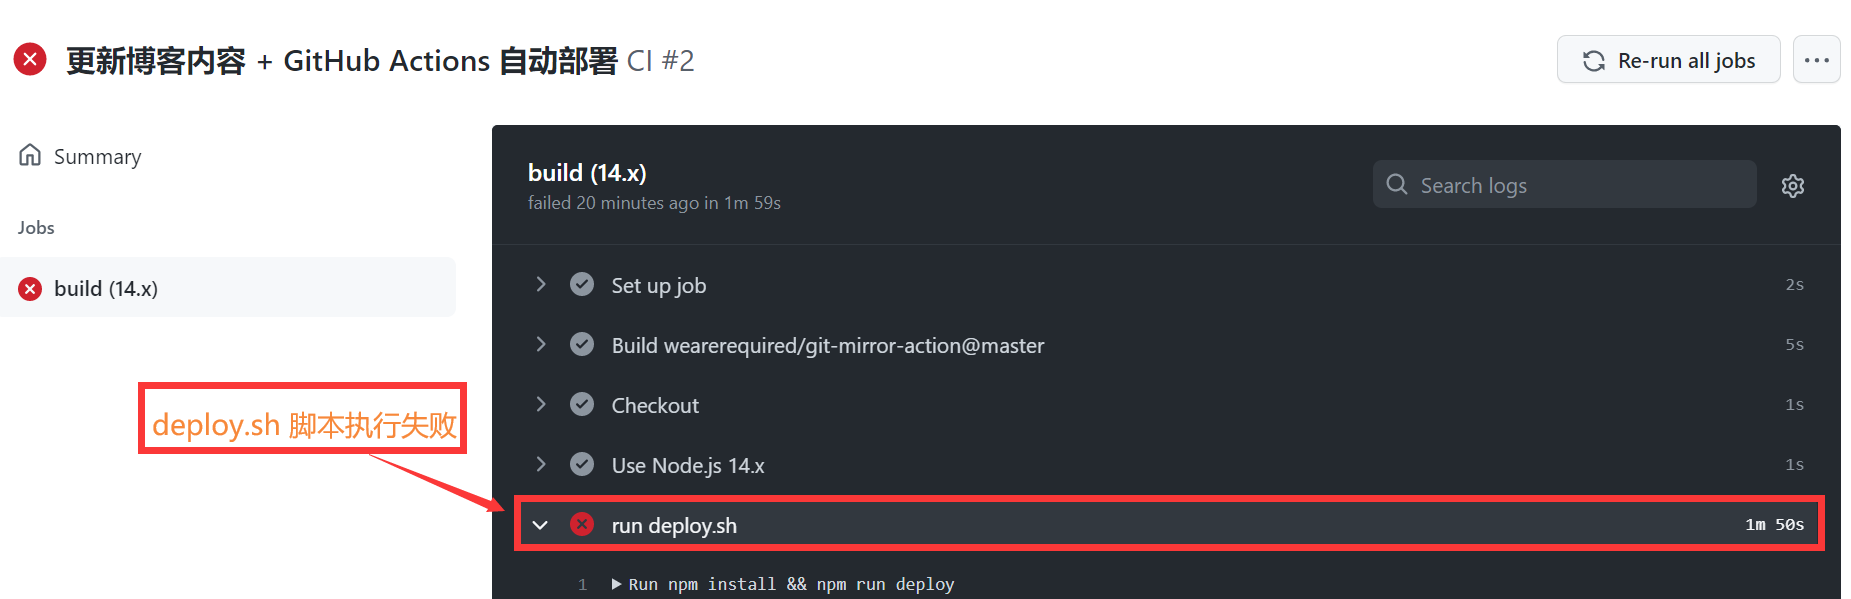 更新博客内容 + GitHub Actions 自动部署 CI #2
Re-run all jobs
Summary
Jobs
build (14.x)
deploy.sh 脚本执行失败
build (14.x)
failed 20 minutes ago in 1m 59s
Search logs
Set up job 2s
Build wearerequired/git-mirror-action@master 5s
Checkout 1s
Use Node.js 14.x 1s
run deploy.sh 1m 50s
1 Run npm install && npm run deploy